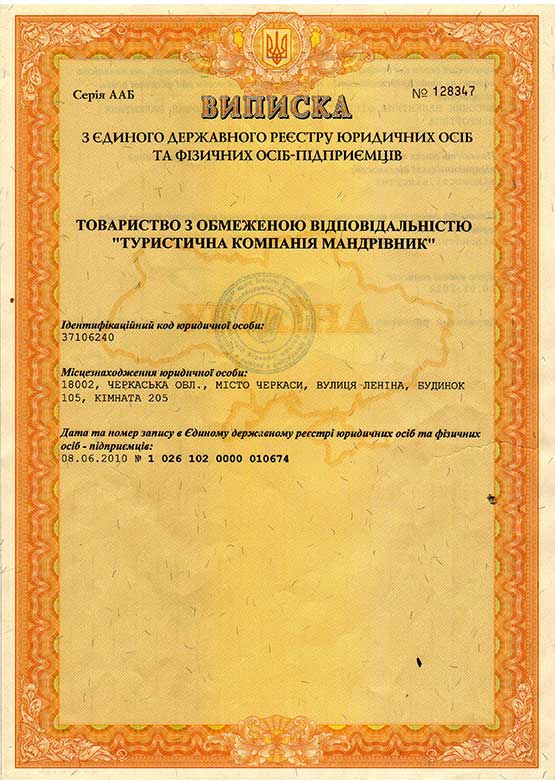 Серія ААБ
№ 128347
ВИПИСКА
З ЄДИНОГО ДЕРЖАВНОГО РЕЄСТРУ ЮРИДИЧНИХ ОСІБ
ТА ФІЗИЧНИХ ОСІБ-ПІДПРИЄМЦІВ
ТОВАРИСТВО З ОБМЕЖЕНОЮ ВІДПОВІДАЛЬНІСТЮ
"ТУРИСТИЧНА КОМПАНІЯ МАНДРІВНИК"
УКРАЇНА
Ідентифікаційний код юридичної особи:
37106240
Місцезнаходження юридичної особи:
18002, ЧЕРКАСЬКА ОБЛ., МІСТО ЧЕРКАСИ, ВУЛИЦЯ ЛЕНІНА, БУДИНОК
105, КІМНАТА 205
Дата та номер запису в Єдиному державному реєстрі юридичних осіб та фізичних
осіб - підприємців:
08.06.2010 № 1 026 102 0000 010674